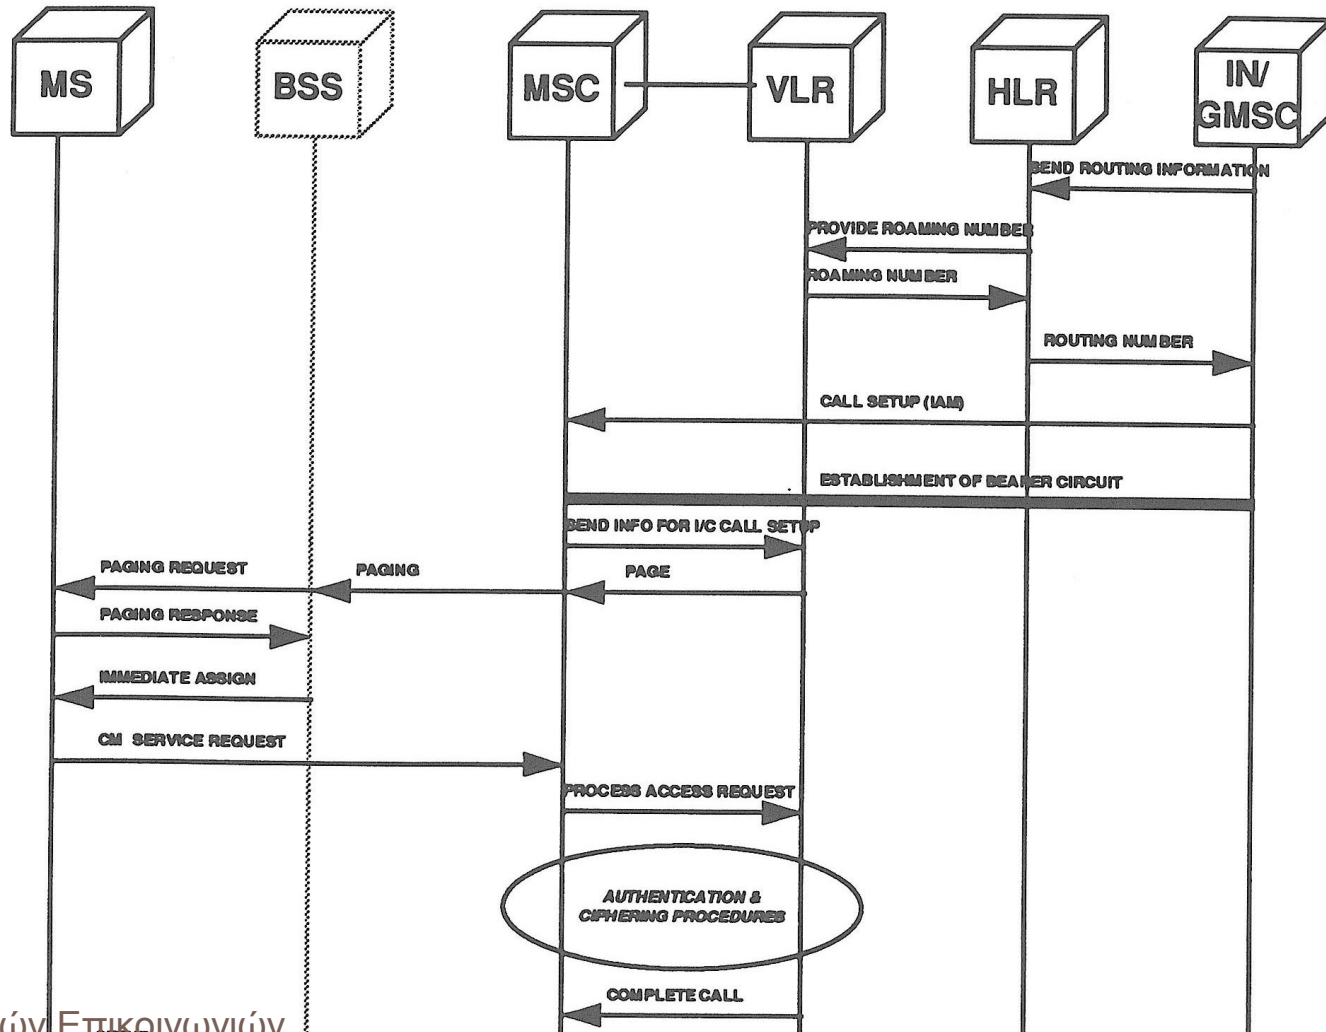 MS
BSS
MSC
VLR
HLR
IN/
GMSC
SEND ROUTING INFORMATION
PROVIDE ROAMING NUMBER
ROAMING NUMBER
ROUTING NUMBER
CALL SETUP (IAM)
ESTABLISHMENT OF BEARER CIRCUIT
SEND INFO FOR I/C CALL SETUP
PAGING REQUEST
PAGING
PAGE
PAGING RESPONSE
IMMEDIATE ASSIGN
CM SERVICE REQUEST
PROCESS ACCESS REQUEST
AUTHENTICATION &
CIPHERING PROCEDURES
COMPLETE CALL
Επικοινωνιών